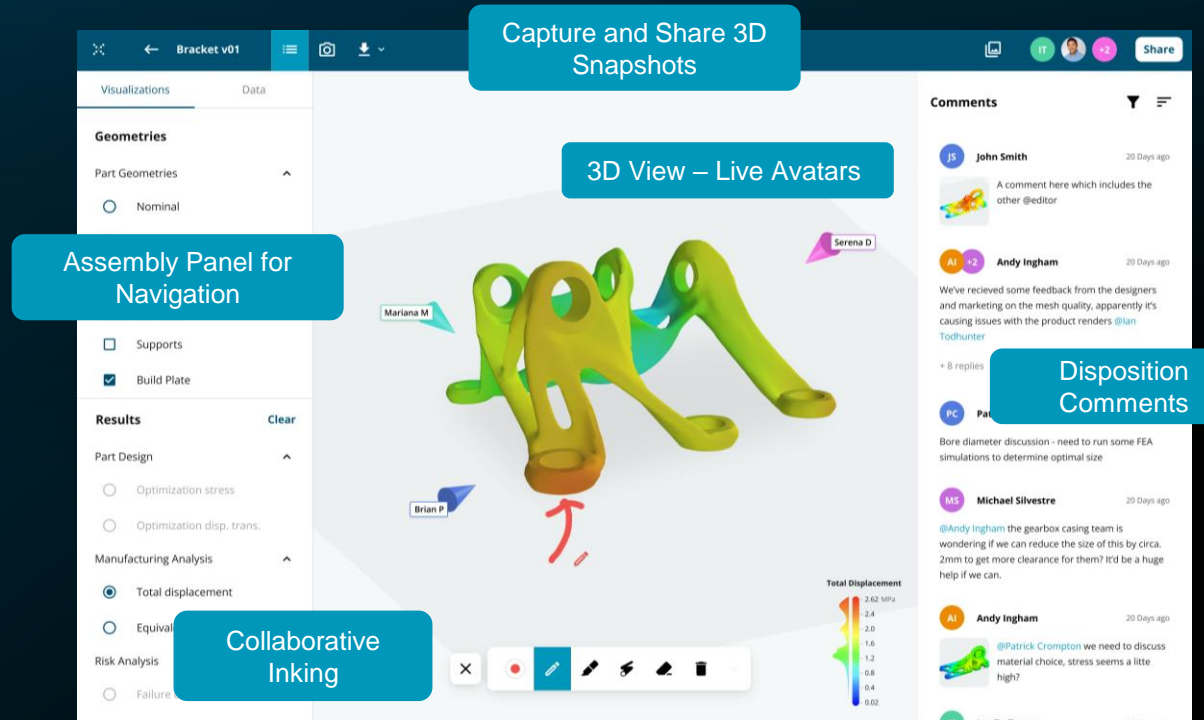 Capture and Share 3D
Snapshots
Bracket v01
IT
+2
Share
Visualizations
Data
Geometries
Part Geometries
Nominal
Assembly Panel for
Navigation
Supports
Build Plate
Results
Clear
Part Design
Optimization stress
Optimization disp. trans.
Manufacturing Analysis
Total displacement
Risk Analysis
Failure
Collaborative
Inking
3D View – Live Avatars
Serena D
Mariana M
Brian P
Total Displacement
2.62 MPa
2.4
2.0
1.6
1.2
0.8
0.4
0.02
Comments
JS
John Smith
20 Days ago
A comment here which includes the
other @editor
AI
+2
Andy Ingham
20 Days ago
We've recieved some feedback from the designers
and marketing on the mesh quality, apparently it's
causing issues with the product renders @Ian
Todhunter
+ 8 replies
Disposition
Comments
PC
Bore diameter discussion - need to run some FEA
simulations to determine optimal size
MS
Michael Silvestre
20 Days ago
@Andy Ingham the gearbox casing team is
wondering if we can reduce the size of this by circa.
2mm to get more clearance for them? It'd be a huge
help if we can.
AI
Andy Ingham
20 Days ago
@Patrick Crompton we need to discuss
material choice, stress seems a litte
high?